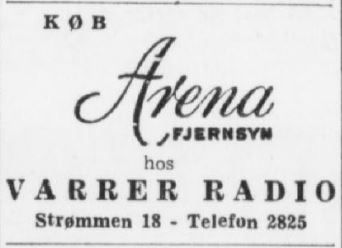 KØB
Arena
FJERNSYN
hos
VARRER RADIO
Strømmen 18 - Telefon 2825